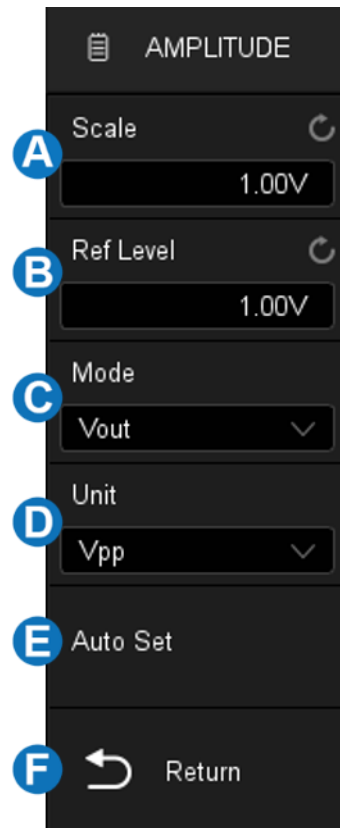 AMPLITUDE
A
Scale
1.00V
B
Ref Level
1.00V
C
Mode
Vout
D
Unit
Vpp
E
Auto Set
F
Return